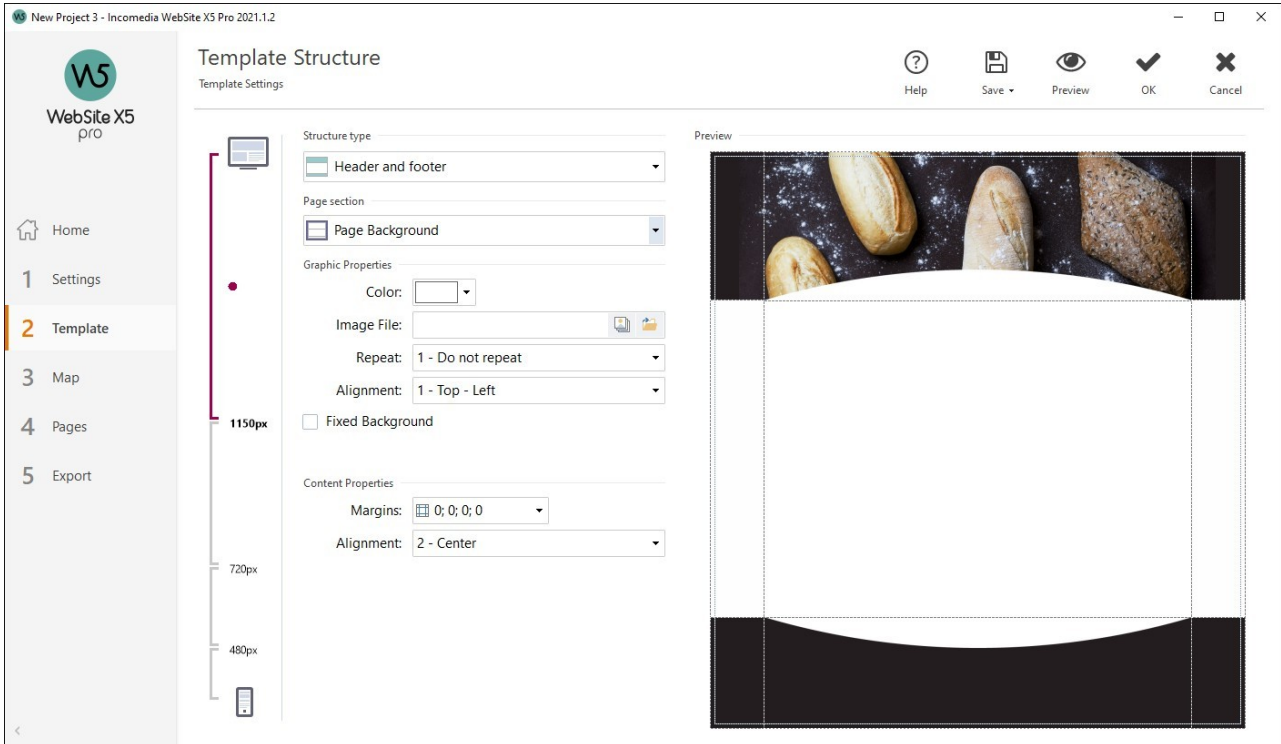 New Project 3 - Incomedia WebSite X5 Pro 2021.1.2
W5
WebSite X5
pro
Home
1 Settings
2 Template
3 Map
4 Pages
5 Export
Template Structure
Template Settings
Help
Save
Preview
OK
Cancel
1150px
720px
480px
Structure type
Header and footer
Page section
Page Background
Graphic Properties
Color:
Image File:
Repeat: 1 - Do not repeat
Alignment: 1 - Top - Left
Fixed Background
Content Properties
Margins: 0; 0; 0; 0
Alignment: 2 - Center
Preview